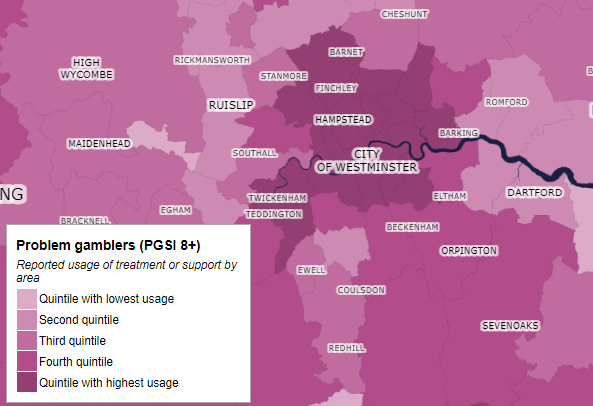 CHESHUNT
BARNET
RICKMANSWORTH
HIGH
WYCOMBE
STANMORE
FINCHLEY
RUISLIP
ROMFORD
HAMPSTEAD
BARKING
MAIDENHEAD
SOUTHALL
CITY
OF WESTMINSTER
NG
DARTFORD
TWICKENHAM
ELTHAM
EGHAM
TEDDINGTON
BRACKNELL
BECKENHAM
ORPINGTON
EWELL
COULSDON
SEVENOAKS
REDHILL
Problem gamblers (PGSI 8+)
Reported usage of treatment or support by
area
Quintile with lowest usage
Second quintile
Third quintile
Fourth quintile
Quintile with highest usage